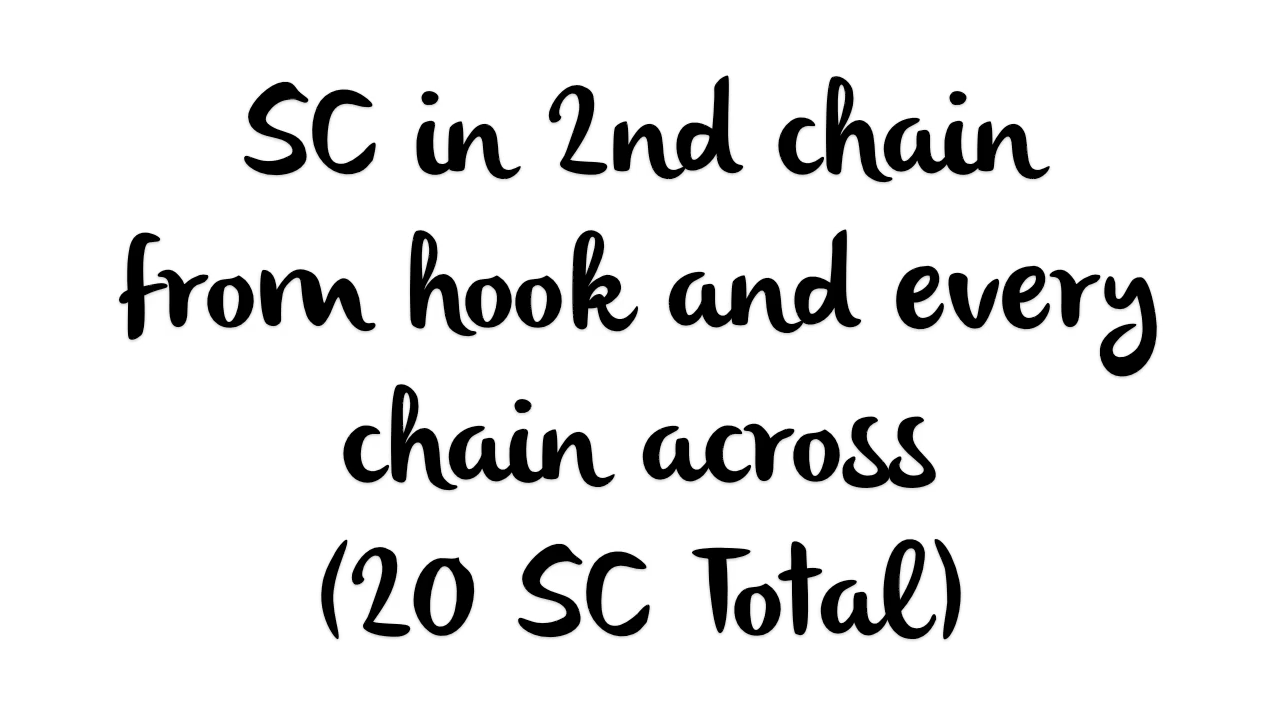 SC in 2nd chain
from hook and every
chain across
(20 SC Total)